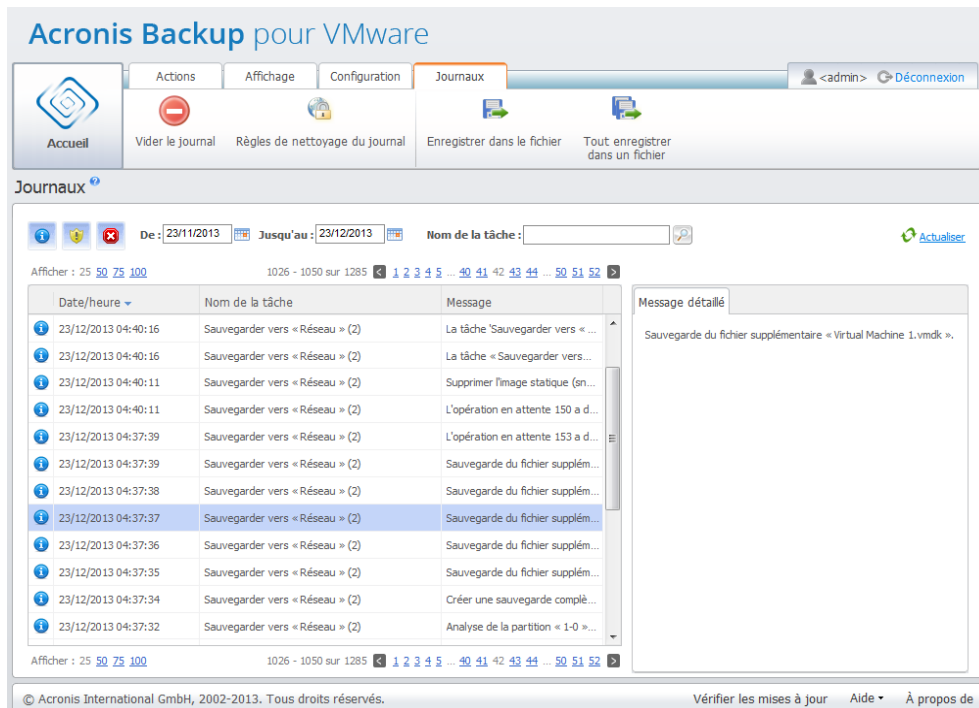 Acronis Backup pour VMware
Actions Affichage Configuration Journaux
<admin> Déconnexion
Accueil
Vider le journal Règles de nettoyage du journal Enregistrer dans le fichier Tout enregistrer
dans un fichier
Journaux
De : 23/11/2013 Jusqu'au : 23/12/2013 Nom de la tâche :
Actualiser
Afficher : 25 50 75 100 1026 - 1050 sur 1285 1 2 3 4 5 ... 40 41 42 43 44 ... 50 51 52
Date/heure Nom de la tâche Message
23/12/2013 04:40:16 Sauvegarder vers « Réseau » (2) La tâche 'Sauvegarder vers « ...
23/12/2013 04:40:16 Sauvegarder vers « Réseau » (2) La tâche « Sauvegarder vers...
23/12/2013 04:40:11 Sauvegarder vers « Réseau » (2) Supprimer l'image statique (sn...
23/12/2013 04:40:11 Sauvegarder vers « Réseau » (2) L'opération en attente 150 a d...
23/12/2013 04:37:39 Sauvegarder vers « Réseau » (2) L'opération en attente 153 a d...
23/12/2013 04:37:39 Sauvegarder vers « Réseau » (2) Sauvegarde du fichier supplém...
23/12/2013 04:37:38 Sauvegarder vers « Réseau » (2) Sauvegarde du fichier supplém...
23/12/2013 04:37:37 Sauvegarder vers « Réseau » (2) Sauvegarde du fichier supplém...
23/12/2013 04:37:36 Sauvegarder vers « Réseau » (2) Sauvegarde du fichier supplém...
23/12/2013 04:37:35 Sauvegarder vers « Réseau » (2) Sauvegarde du fichier supplém...
23/12/2013 04:37:34 Sauvegarder vers « Réseau » (2) Créer une sauvegarde complè...
23/12/2013 04:37:32 Sauvegarder vers « Réseau » (2) Analyse de la partition « 1-0 »...
Message détaillé
Sauvegarde du fichier supplémentaire « Virtual Machine 1.vmdk ».
Afficher : 25 50 75 100 1026 - 1050 sur 1285 1 2 3 4 5 ... 40 41 42 43 44 ... 50 51 52
© Acronis International GmbH, 2002-2013. Tous droits réservés. Vérifier les mises à jour Aide À propos de